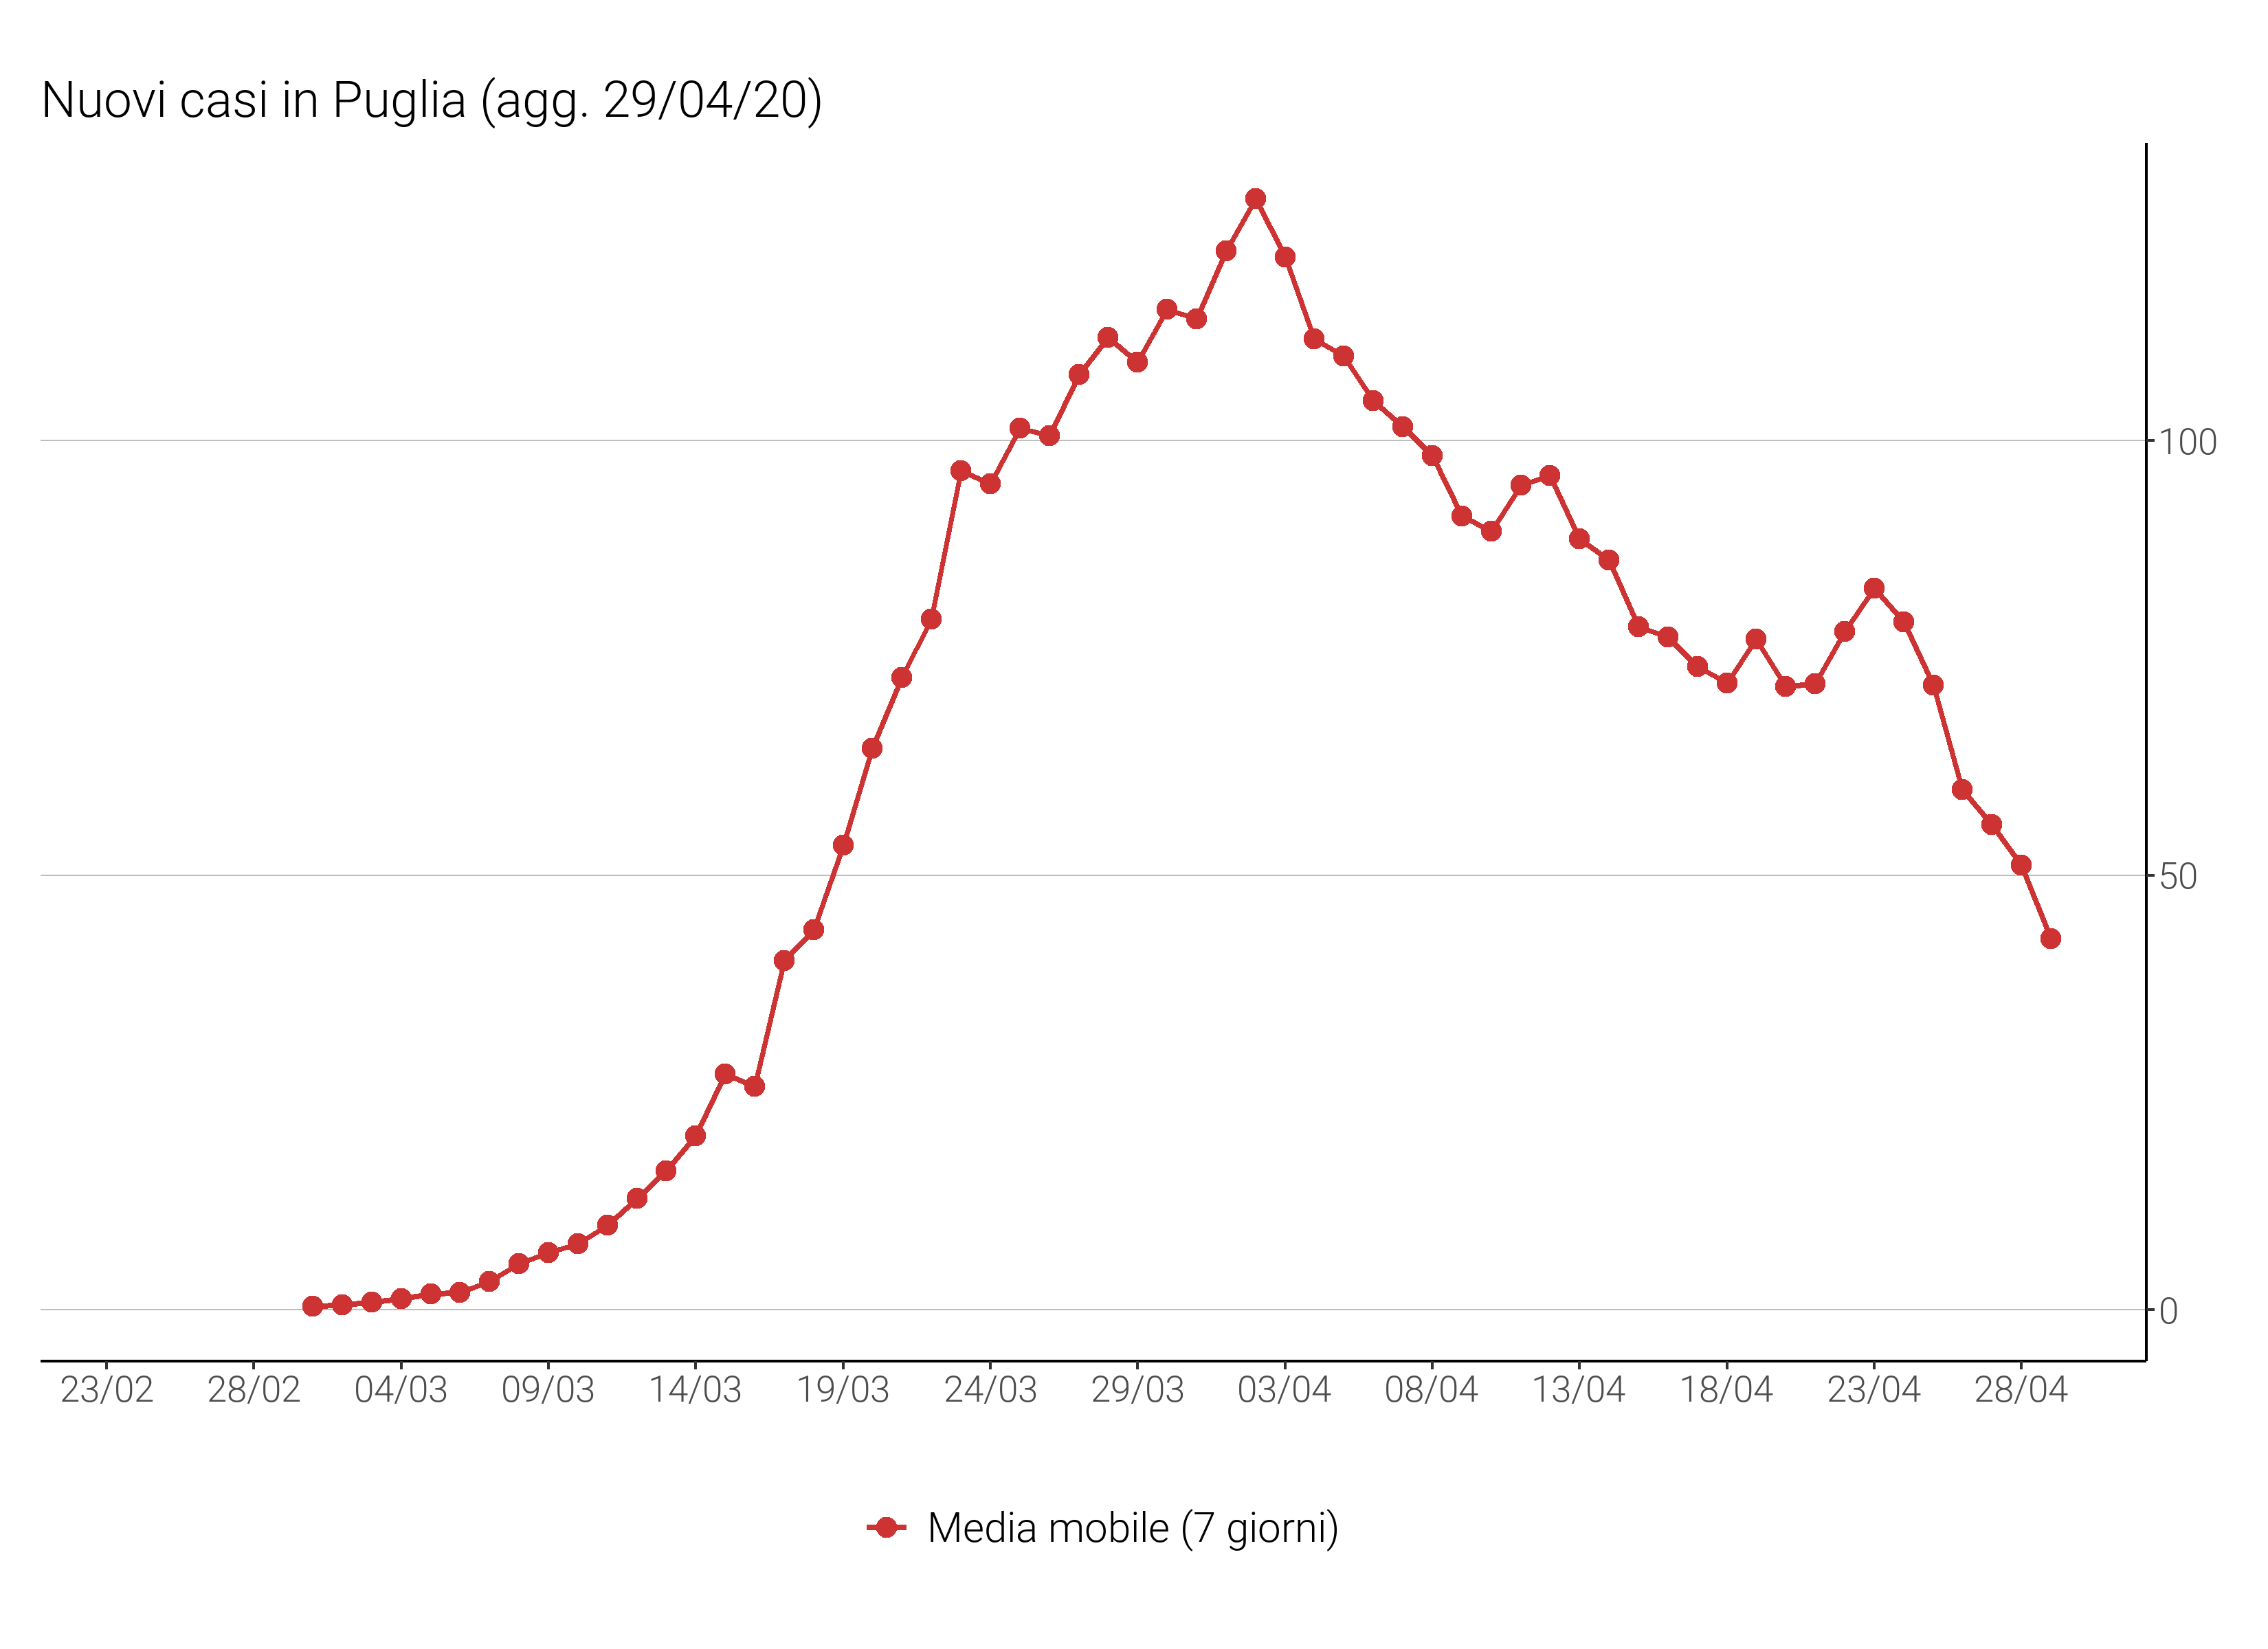 Nuovi casi in Puglia (agg. 29/04/20)
100
50
0
23/02 28/02 04/03 09/03 14/03 19/03 24/03 29/03 03/04 08/04 13/04 18/04 23/04 28/04
Media mobile (7 giorni)